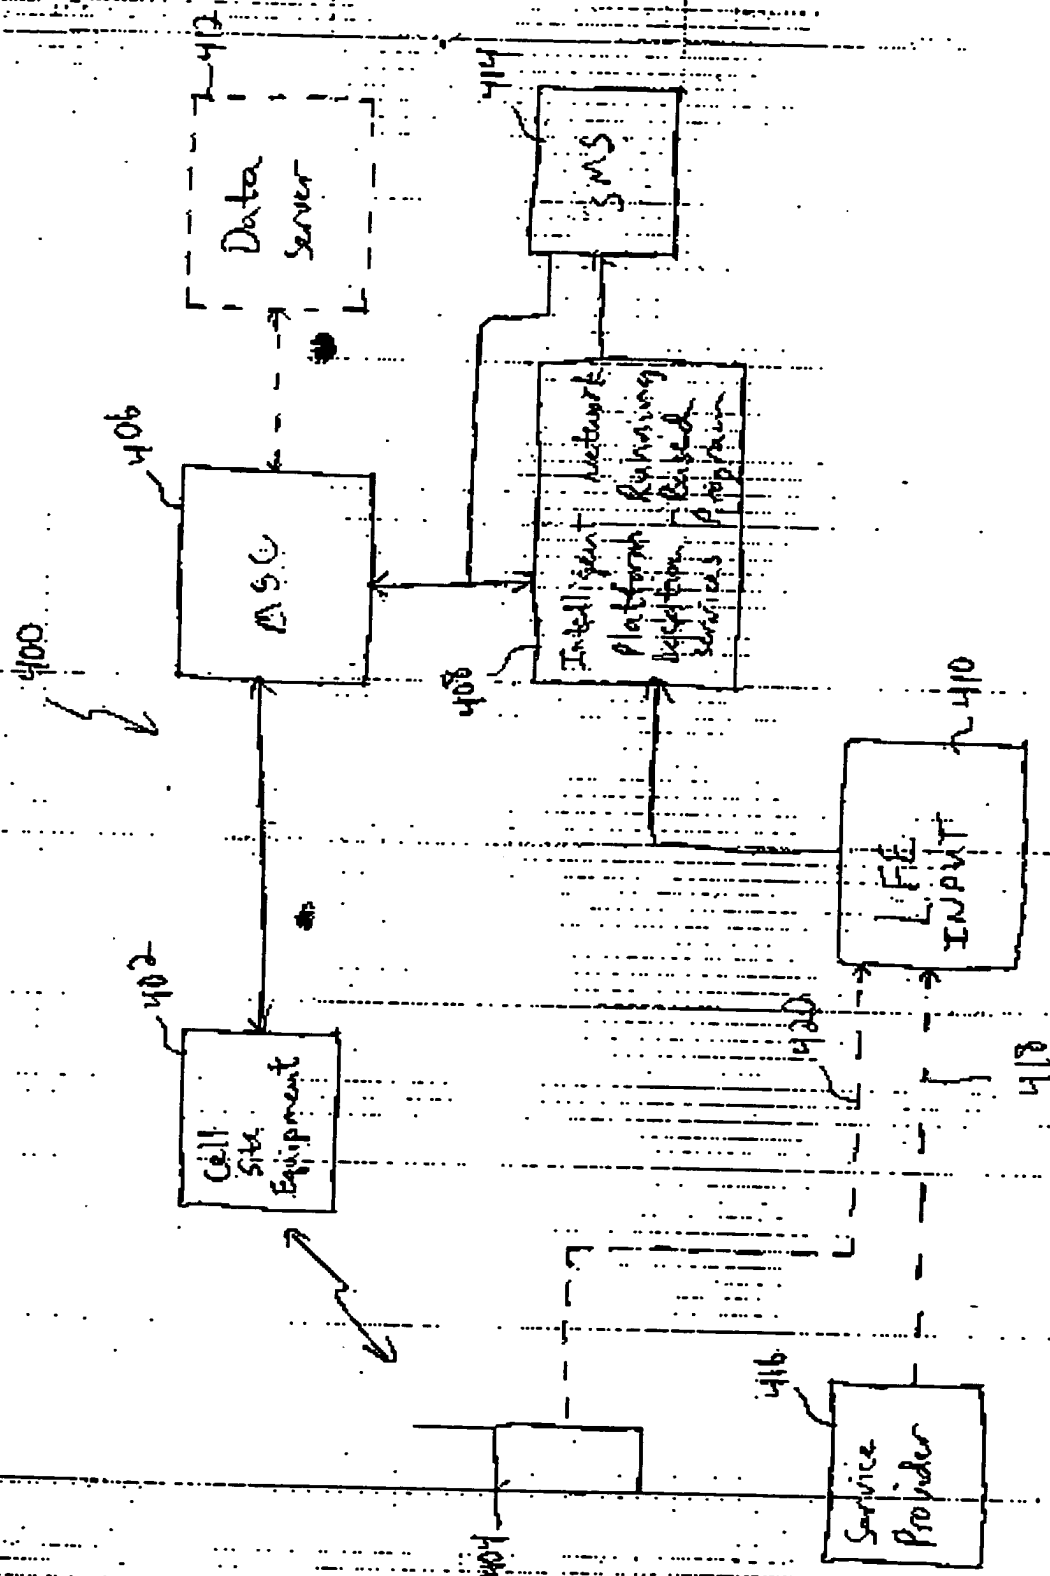 400
402
Cell
Site
Equipment
406
MSC
412
Data
Server
404
408
Intelligent Network
Platform Running
Location-Based
Services Program
414
SMS
420
418
410
LFE
INPUT
416
Service
Provider